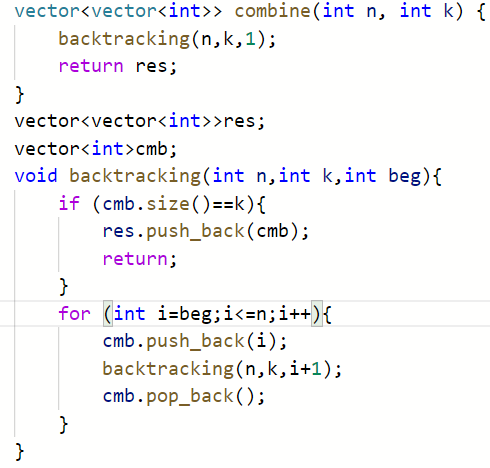 vector<vector<int>> combine(int n, int k) {
    backtracking(n,k,1);
    return res;
}
vector<vector<int>>res;
vector<int>cmb;
void backtracking(int n,int k,int beg){
    if (cmb.size()==k){
        res.push_back(cmb);
        return;
    }
    for (int i=beg;i<=n;i++){
        cmb.push_back(i);
        backtracking(n,k,i+1);
        cmb.pop_back();
    }
}